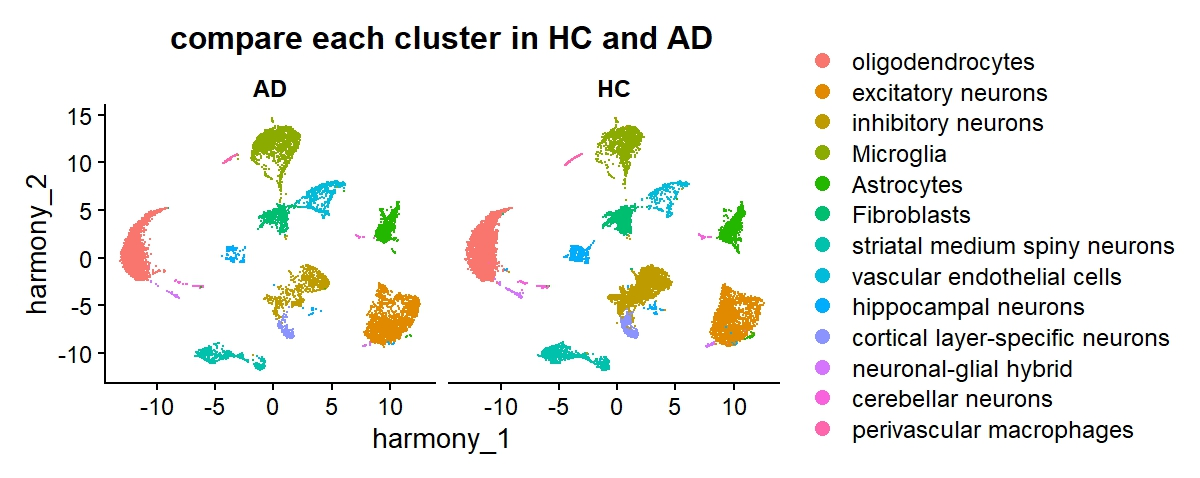 compare each cluster in HC and AD
AD
HC
harmony_2
15
10
5
0
-5
-10
-10
-5
0
5
10
-10
-5
0
5
10
harmony_1
oligodendrocytes
excitatory neurons
inhibitory neurons
Microglia
Astrocytes
Fibroblasts
striatal medium spiny neurons
vascular endothelial cells
hippocampal neurons
cortical layer-specific neurons
neuronal-glial hybrid
cerebellar neurons
perivascular macrophages